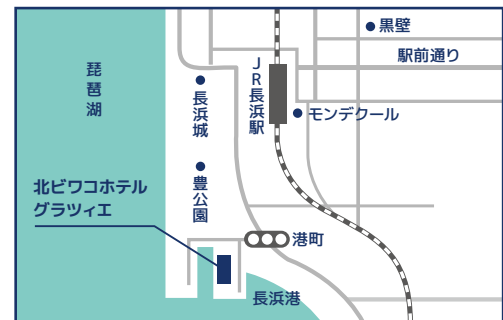 黒壁
駅前通り
琵琶湖
JR長浜駅
長浜城
モンデクール
豊公園
北ビワコホテル
グラツィエ
港町
長浜港